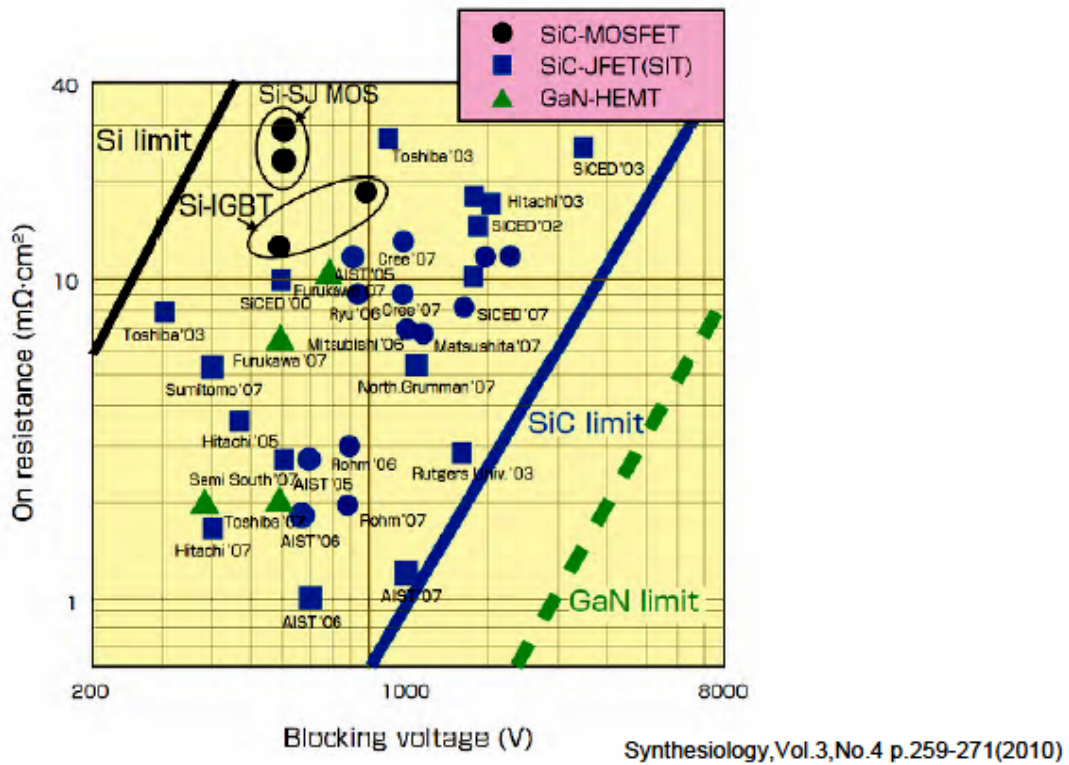 SiC-MOSFET
SiC-JFET(SIT)
GaN-HEMT
40
Si-SJ MOS
Si limit
Toshiba'03
SiCED'03
Si-IGBT
Hitachi'03
SiCED'02
Cree'07
10
AIST'05
Furukawa'07
SiCED'00
Ryu'06
Cree'07
SiCED'07
Toshiba'03
Mitsubishi'06
Matsushita'07
Furukawa'07
Sumitomo'07
North.Grumman'07
SiC limit
Hitachi'05
Rohm'06
Rutgers Univ.'03
Semi South'07
AIST'05
Toshiba'07
Rohm'07
Hitachi'07
AIST'06
AIST'07
GaN limit
1
AIST'06
On resistance (mΩ·cm²)
200
1000
8000
Blocking voltage (V)
Synthesiology,Vol.3,No.4 p.259-271(2010)